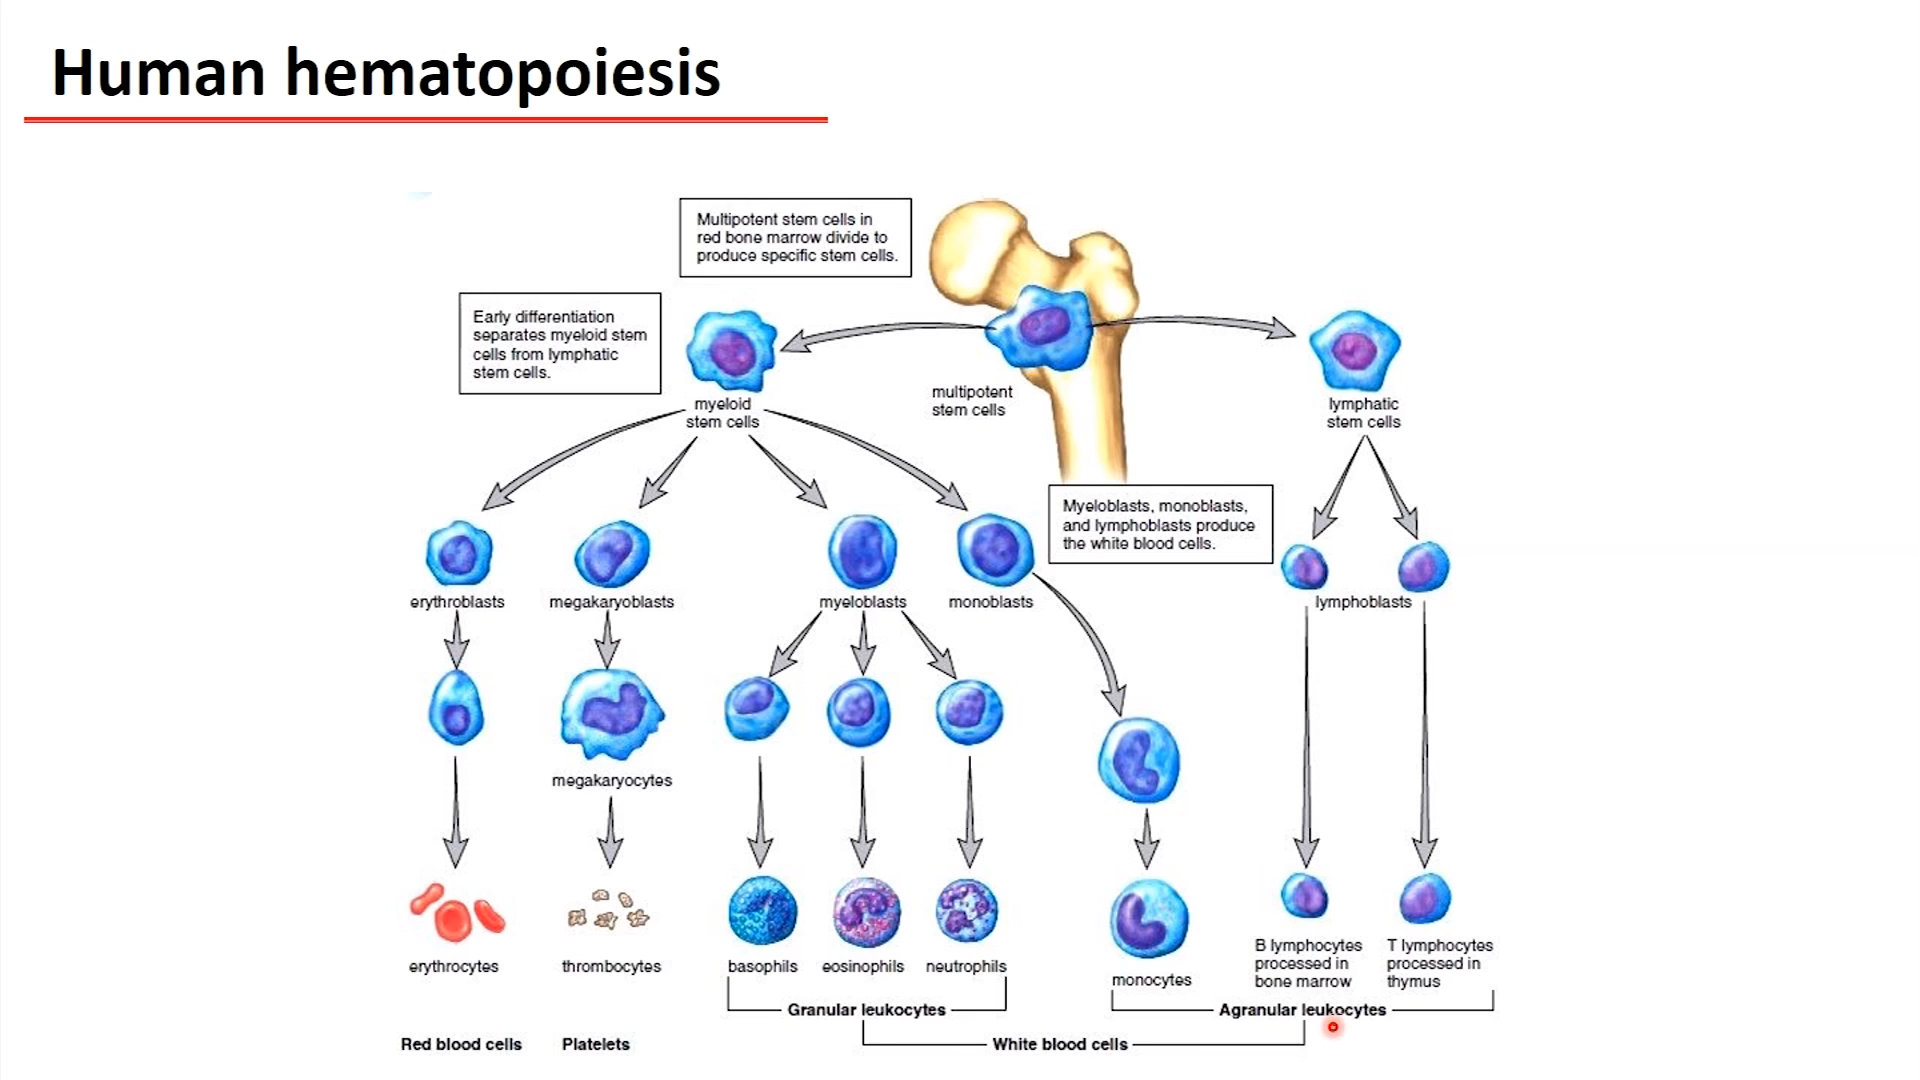 Human hematopoiesis
Multipotent stem cells in
red bone marrow divide to
produce specific stem cells.
Early differentiation
separates myeloid stem
cells from lymphatic
stem cells.
myeloid
stem cells
multipotent
stem cells
lymphatic
stem cells
Myeloblasts, monoblasts,
and lymphoblasts produce
the white blood cells.
erythroblasts
megakaryoblasts
myeloblasts
monoblasts
lymphoblasts
megakaryocytes
erythrocytes
thrombocytes
basophils
eosinophils
neutrophils
monocytes
B lymphocytes
processed in
bone marrow
T lymphocytes
processed in
thymus
Granular leukocytes
Agranular leukocytes
Red blood cells
Platelets
White blood cells